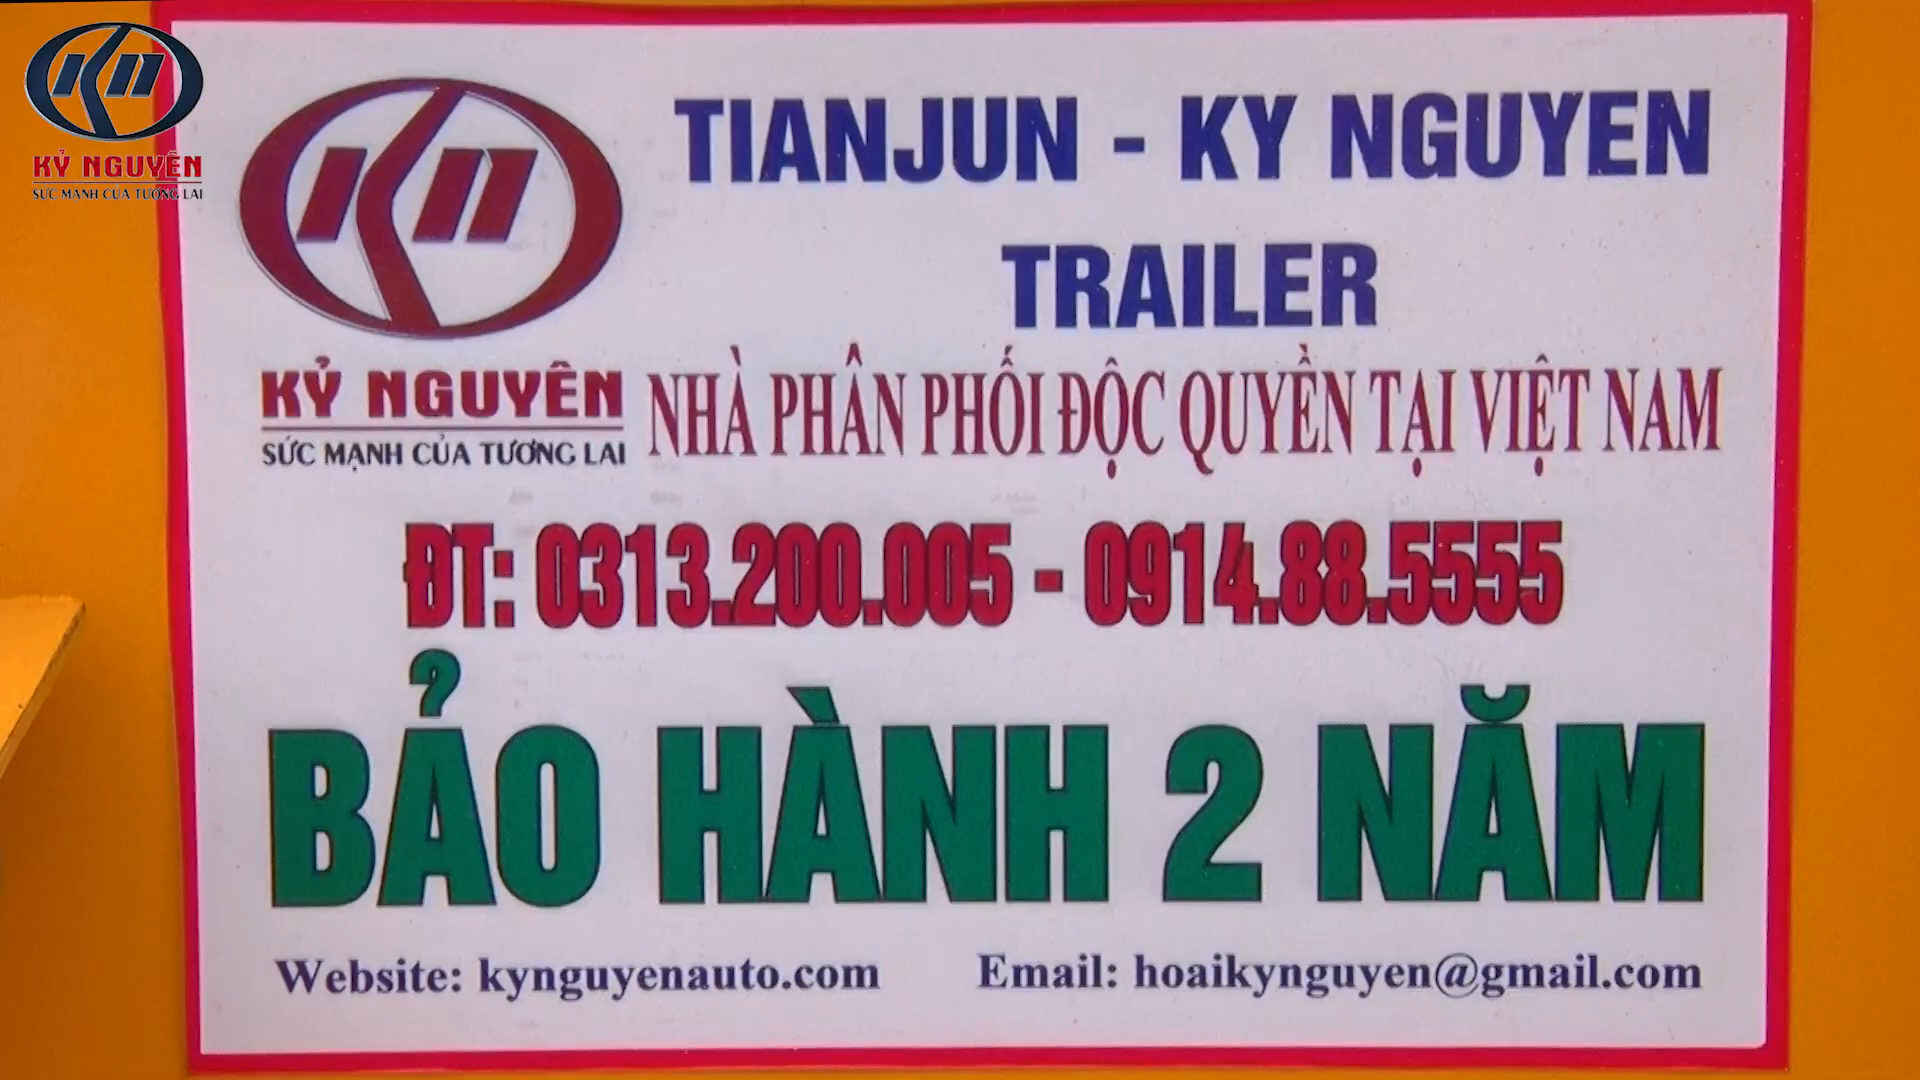 KỶ NGUYÊN
SỨC MẠNH CỦA TƯƠNG LAI
TIANJUN - KY NGUYEN
TRAILER
KỶ NGUYÊN
SỨC MẠNH CỦA TƯƠNG LAI
NHÀ PHÂN PHỐI ĐỘC QUYỀN TẠI VIỆT NAM
ĐT: 0313.200.005 - 0914.88.5555
BẢO HÀNH 2 NĂM
Website: kynguyenauto.com Email: hoaikynguyen@gmail.com